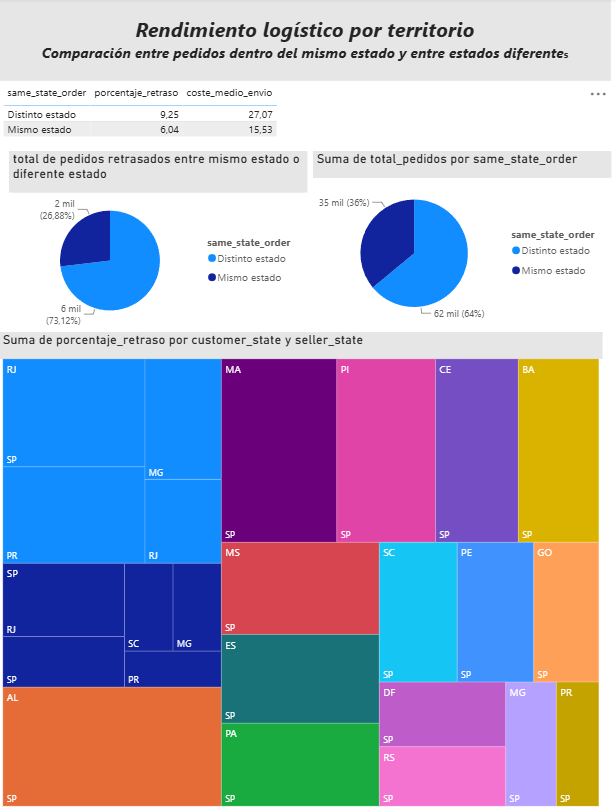 Rendimiento logístico por territorio
Comparación entre pedidos dentro del mismo estado y entre estados diferentes
same_state_order porcentaje_retraso coste_medio_envio
Distinto estado 9,25 27,07
Mismo estado 6,04 15,53
total de pedidos retrasados entre mismo estado o
diferente estado
2 mil
(26,88%)
6 mil
(73,12%)
same_state_order
Distinto estado
Mismo estado
Suma de total_pedidos por same_state_order
35 mil (36%)
62 mil (64%)
same_state_order
Distinto estado
Mismo estado
Suma de porcentaje_retraso por customer_state y seller_state
RJ
SP
MG
PR
RJ
SP
RJ
SC
MG
SP
PR
AL
SP
MA
SP
PI
SP
CE
SP
BA
SP
MS
SP
ES
SP
PA
SP
SC
SP
PE
SP
GO
SP
DF
SP
RS
SP
MG
SP
PR
SP